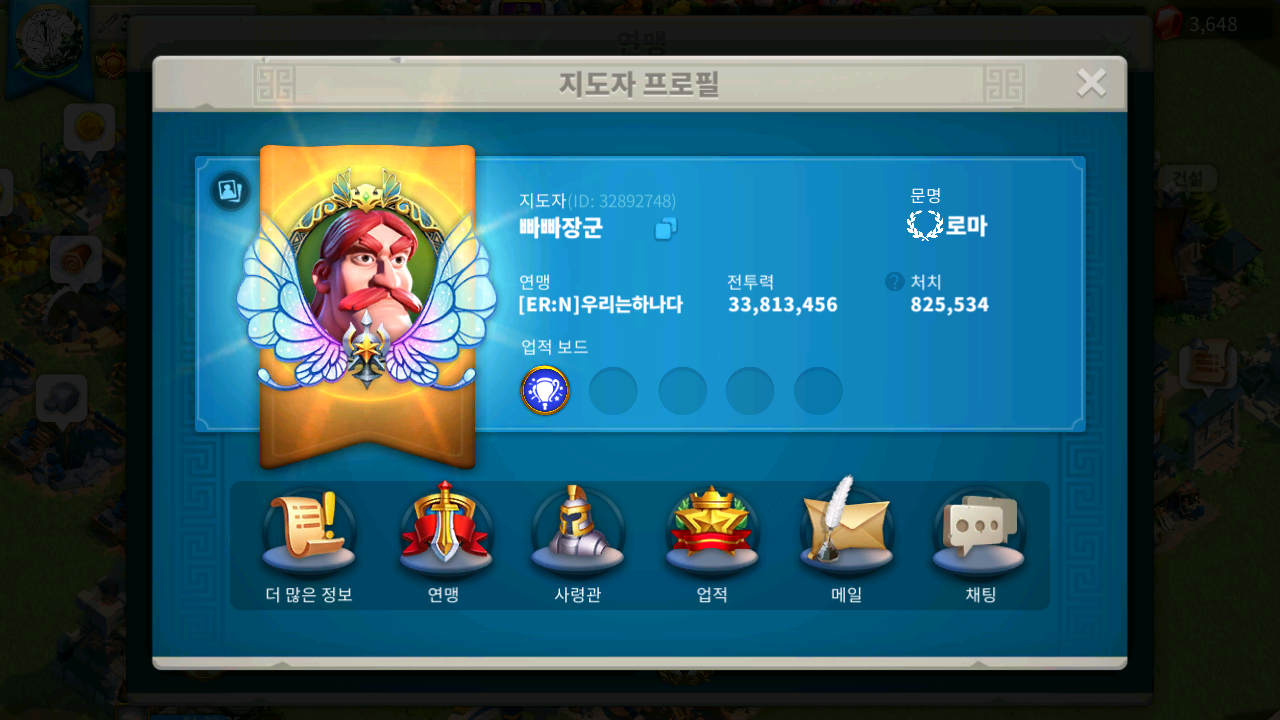 연맹
3,648
지도자 프로필
건설
지도자(ID: 32892748)
빠빠장군
문명
로마
연맹
[ER:N]우리는하나다
전투력
33,813,456
? 처치
825,534
업적 보드
더 많은 정보
연맹
사령관
업적
메일
채팅